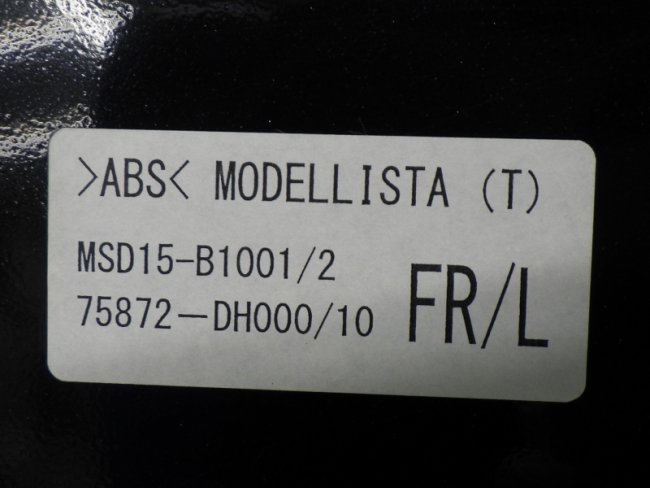 >ABS< MODELLISTA (T)
MSD15-B1001/2
75872-DH000/10
FR/L